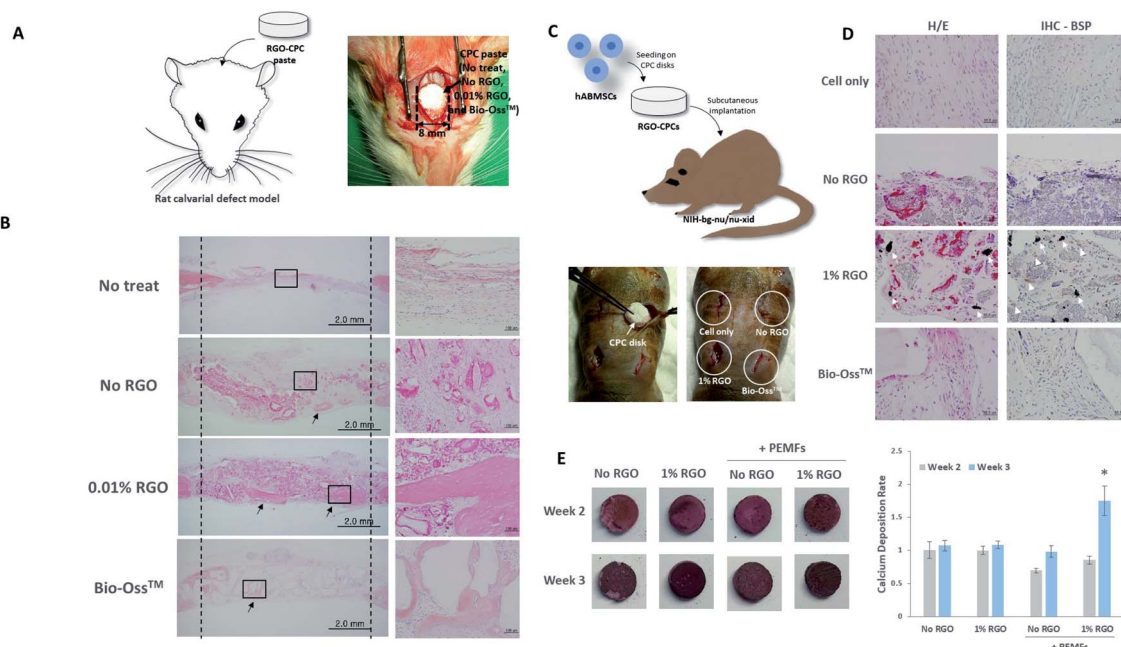 A
RGO-CPC
paste
Rat calvarial defect model
CPC paste
(No treat,
No RGO,
0.01% RGO,
and Bio-Oss™)
8 mm
B
No treat
2.0 mm
No RGO
2.0 mm
0.01% RGO
2.0 mm
Bio-Oss™
2.0 mm
C
hABMSCs
Seeding on
CPC disks
RGO-CPCs
Subcutaneous
implantation
NIH-bg-nu/nu-xid
CPC disk
Cell only
No RGO
1% RGO
Bio-Oss™
D
H/E
IHC - BSP
Cell only
No RGO
1% RGO
Bio-Oss™
E
+ PEMFs
No RGO
1% RGO
No RGO
1% RGO
Week 2
Week 3
Calcium Deposition Rate
Week 2
Week 3
*
2.5
2
1.5
1
0.5
0
No RGO
1% RGO
No RGO
1% RGO
+ PEMFs